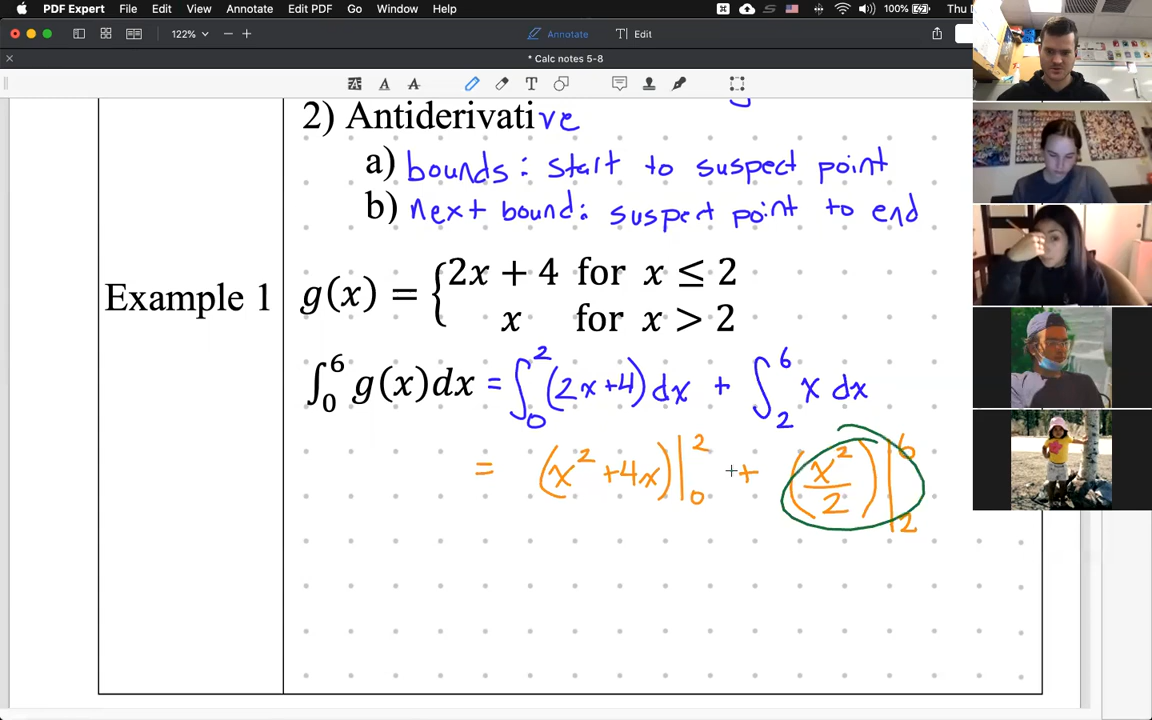 PDF Expert File Edit View Annotate Edit PDF Go Window Help 100% Thu D
122% Annotate Edit
* Calc notes 5-8
2) Antiderivative
a) bounds: start to suspect point
b) next bound: suspect point to end
Example 1 g(x) = { 2x + 4 for x ≤ 2
x for x > 2
∫₀⁶ g(x)dx = ∫₀² (2x+4) dx + ∫₂⁶ x dx
= (x² +4x)|₀² + (x²/2)|₂⁶